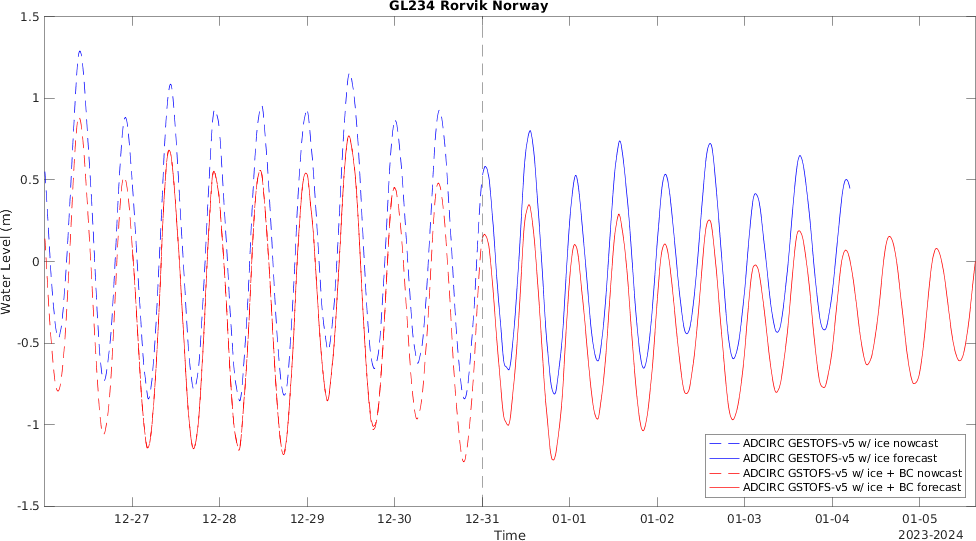 GL234 Rorvik Norway
1.5
1
0.5
0
-0.5
-1
-1.5
Water Level (m)
12-27
12-28
12-29
12-30
12-31
01-01
01-02
01-03
01-04
01-05
Time
2023-2024
ADCIRC GESTOFS-v5 w/ ice nowcast
ADCIRC GESTOFS-v5 w/ ice forecast
ADCIRC GSTOFS-v5 w/ ice + BC nowcast
ADCIRC GSTOFS-v5 w/ ice + BC forecast